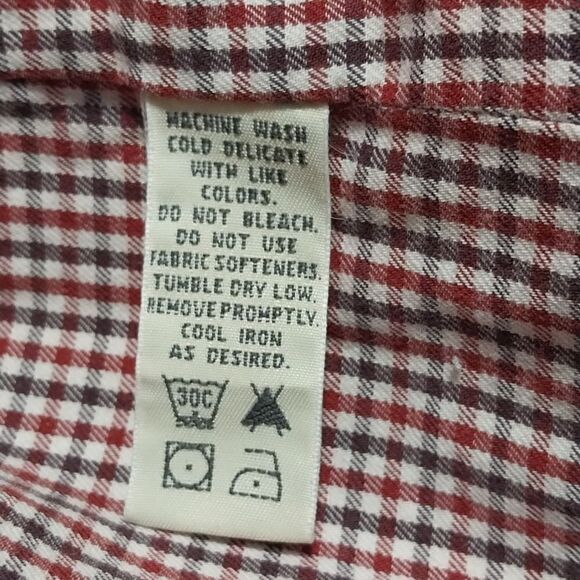 MACHINE WASH
COLD DELICATE
WITH LIKE
COLORS.
DO NOT BLEACH.
DO NOT USE
FABRIC SOFTENERS.
TUMBLE DRY LOW.
REMOVE PROMPTLY.
COOL IRON
AS DESIRED.
30C